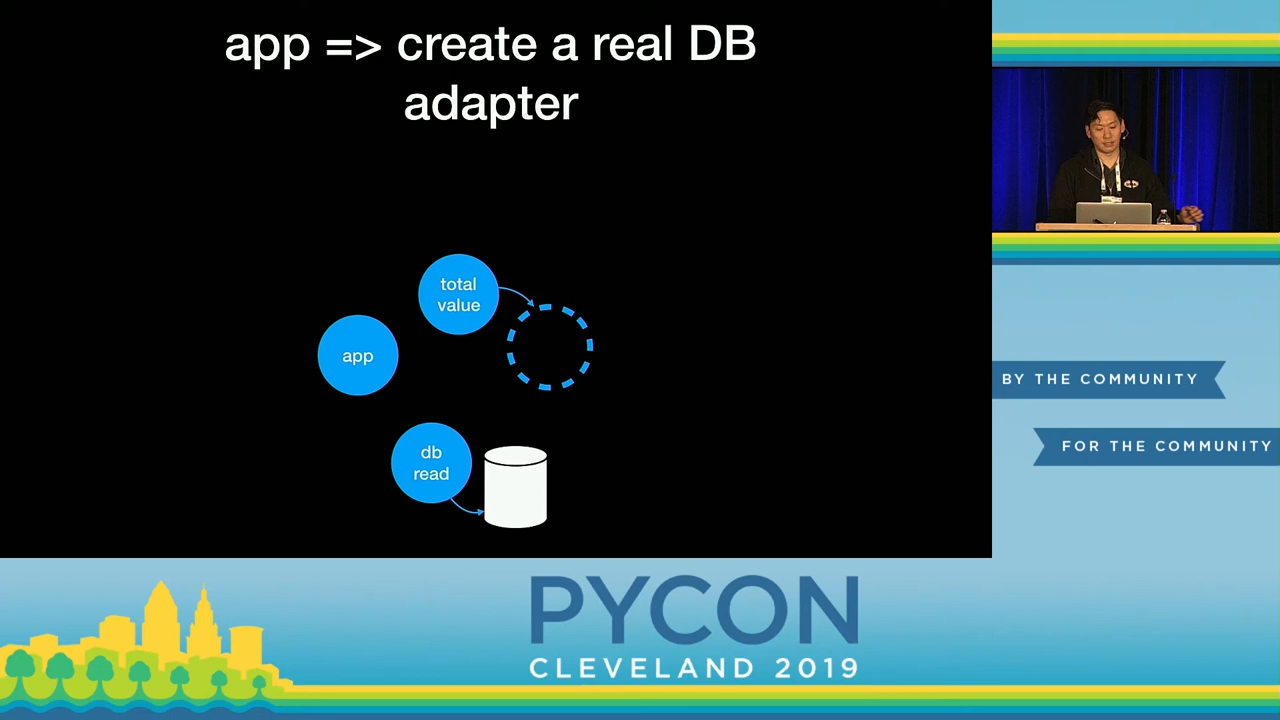 app => create a real DB
adapter
total
value
app
db
read
BY THE COMMUNITY
FOR THE COMMUNITY
PYCON
CLEVELAND 2019